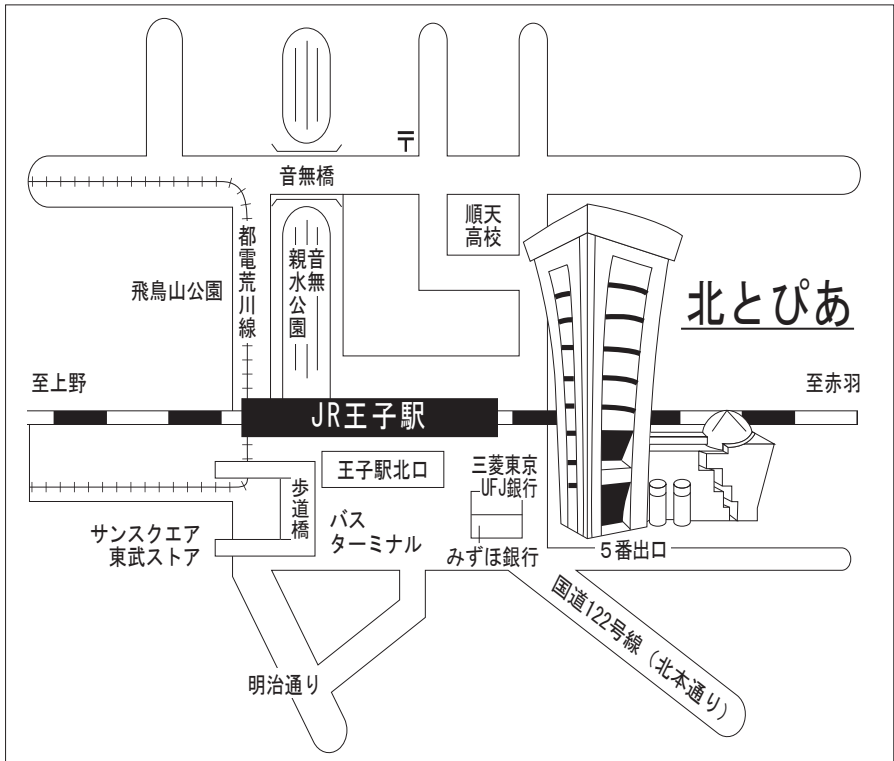 〒
音無橋
順天
高校
都電荒川線
音無
親水公園
飛鳥山公園
北とぴあ
至上野
至赤羽
JR王子駅
王子駅北口
三菱東京
UFJ銀行
歩道橋
バス
ターミナル
サンスクエア
東武ストア
みずほ銀行
5番出口
国道122号線（北本通り）
明治通り